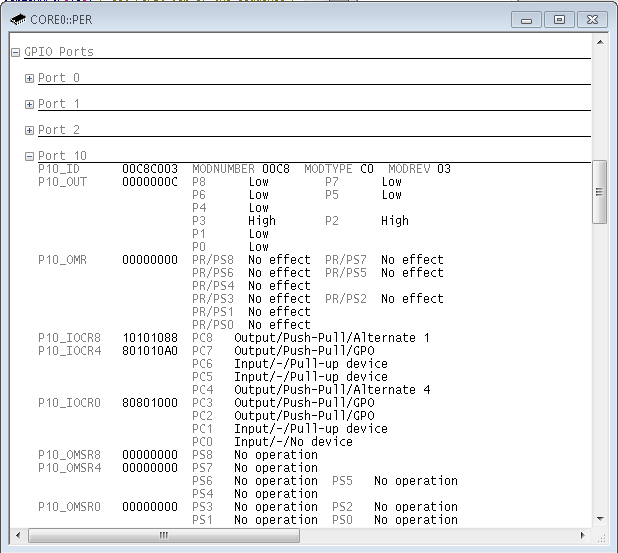 CORE0::PER
GPIO Ports
Port 0
Port 1
Port 2
Port 10
P10_ID 00C8C003 MODNUMBER 00C8 MODTYPE C0 MODREV 03
P10_OUT 0000000C P8 Low P7 Low
P6 Low P5 Low
P4 Low
P3 High P2 High
P1 Low
P0 Low
P10_OMR 00000000 PR/PS8 No effect PR/PS7 No effect
PR/PS6 No effect PR/PS5 No effect
PR/PS4 No effect
PR/PS3 No effect PR/PS2 No effect
PR/PS1 No effect
PR/PS0 No effect
P10_IOCR8 10101088 PC8 Output/Push-Pull/Alternate 1
P10_IOCR4 801010A0 PC7 Output/Push-Pull/GPO
PC6 Input/-/Pull-up device
PC5 Input/-/Pull-up device
PC4 Output/Push-Pull/Alternate 4
P10_IOCR0 80801000 PC3 Output/Push-Pull/GPO
PC2 Output/Push-Pull/GPO
PC1 Input/-/Pull-up device
PC0 Input/-/No device
P10_OMSR8 00000000 PS8 No operation
P10_OMSR4 00000000 PS7 No operation
PS6 No operation PS5 No operation
PS4 No operation
P10_OMSR0 00000000 PS3 No operation PS2 No operation
PS1 No operation PS0 No operation